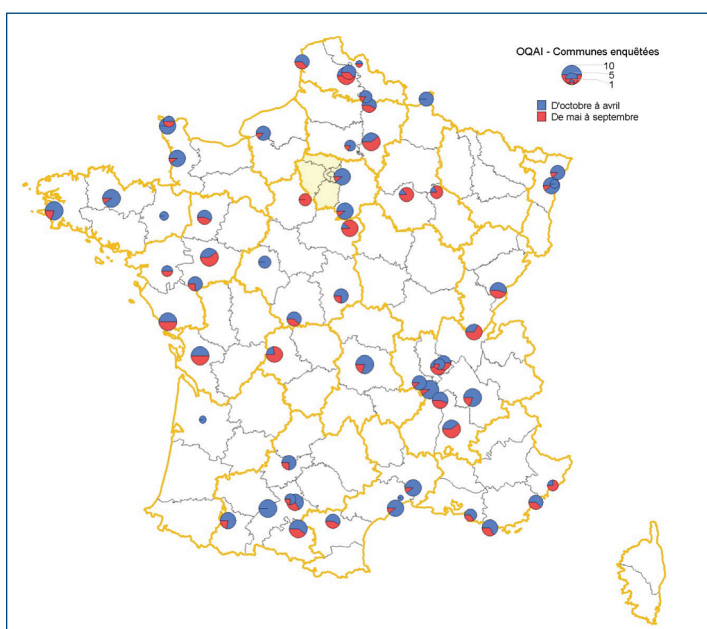 OQAI - Communes enquêtées
10
5
1
D'octobre à avril
De mai à septembre